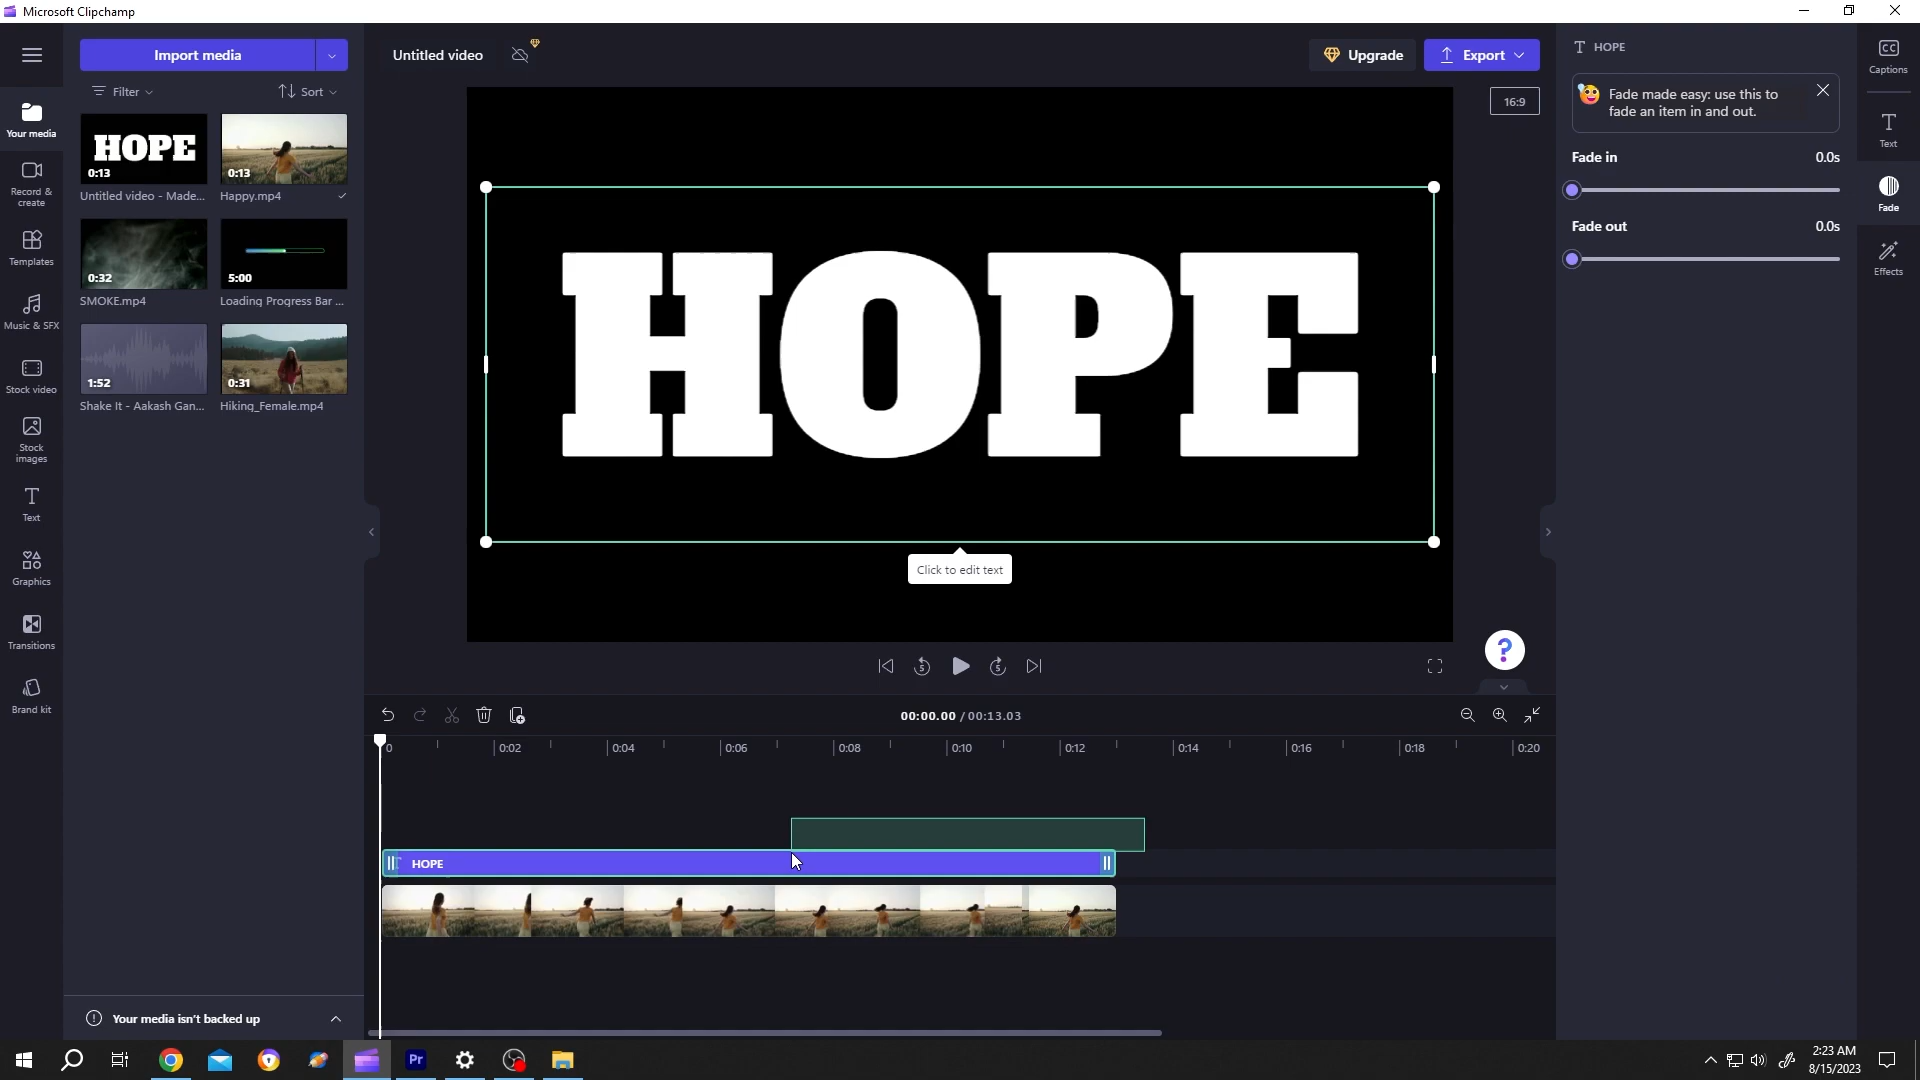 Microsoft Clipchamp
Import media
Untitled video
Upgrade
Export
Filter
Sort
16:9
Your media
Record &
create
Templates
Music & SFX
Stock video
Stock
images
Text
Graphics
Transitions
Brand kit
HOPE
0:13
Untitled video - Made...
0:13
Happy.mp4
0:32
SMOKE.mp4
5:00
Loading Progress Bar ...
1:52
Shake It - Aakash Gan...
0:31
Hiking_Female.mp4
Your media isn't backed up
HOPE
Click to edit text
5
5
?
00:00.00 / 00:13.03
0
0:02
0:04
0:06
0:08
0:10
0:12
0:14
0:16
0:18
0:20
T HOPE
T HOPE
Fade made easy: use this to
fade an item in and out.
Fade in
0.0s
Fade out
0.0s
CC
Captions
Text
Fade
Effects
Pr
2:23 AM
8/15/2023